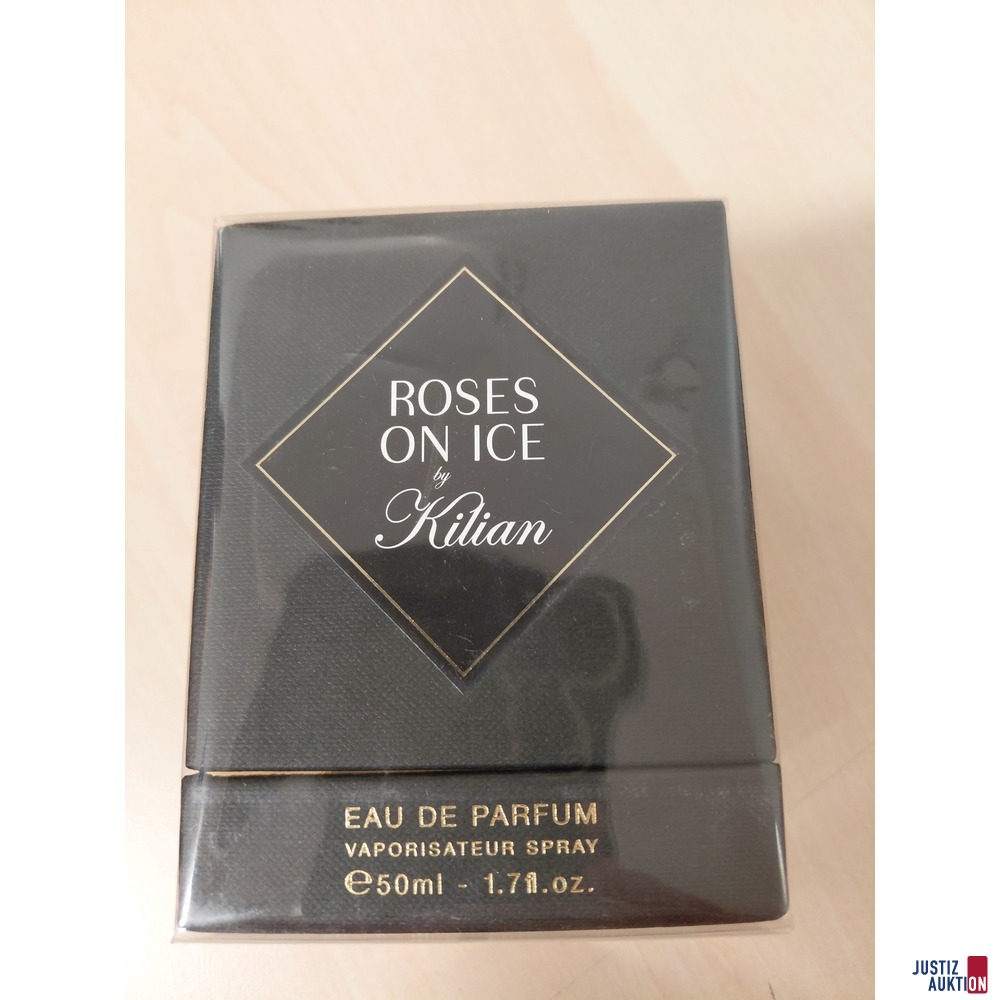 ROSES
ON ICE
by
Kilian
EAU DE PARFUM
VAPORISATEUR SPRAY
℮50ml - 1.7fl.oz.
JUSTIZ
AUKTION